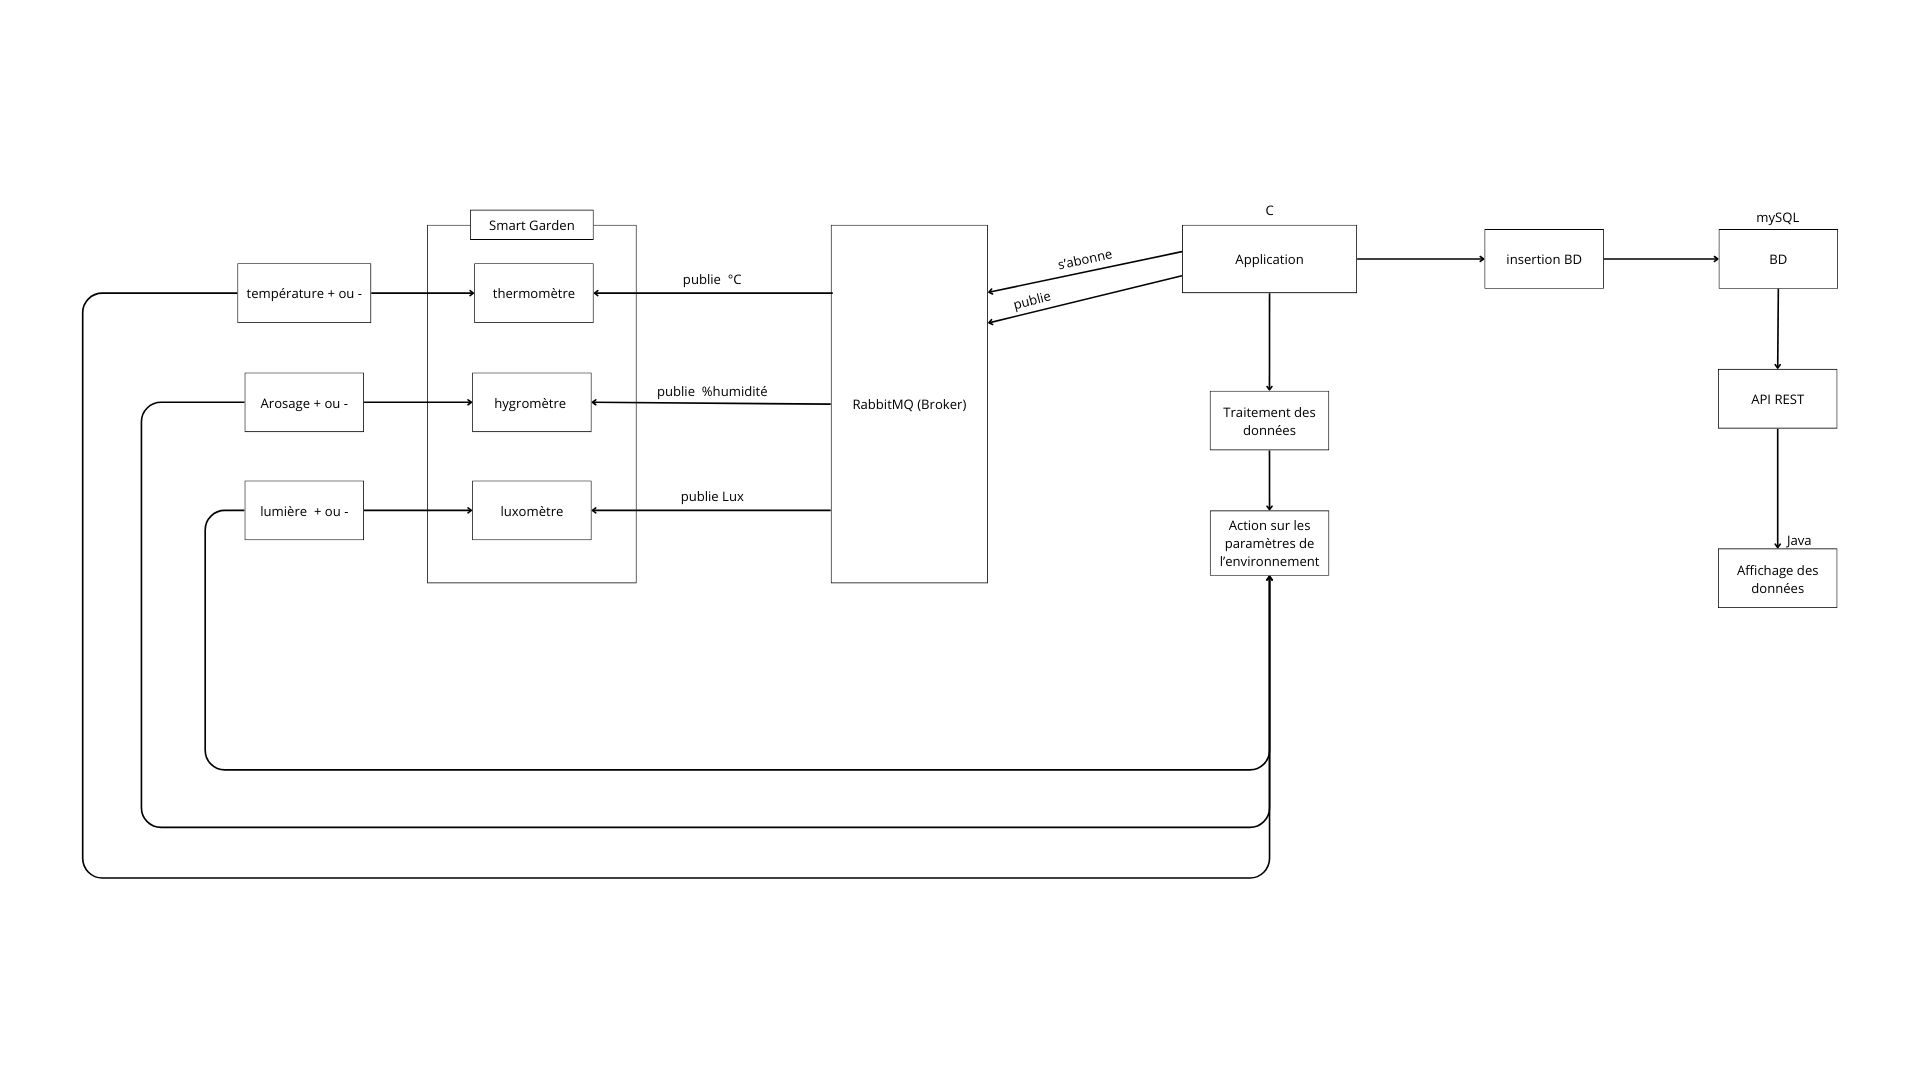 C
mySQL
Smart Garden
Application
insertion BD
BD
s'abonne
publie
publie  °C
température + ou -
thermomètre
publie  %humidité
Arosage + ou -
hygromètre
RabbitMQ (Broker)
Traitement des
données
API REST
publie Lux
lumière  + ou -
luxomètre
Action sur les
paramètres de
l’environnement
Java
Affichage des
données